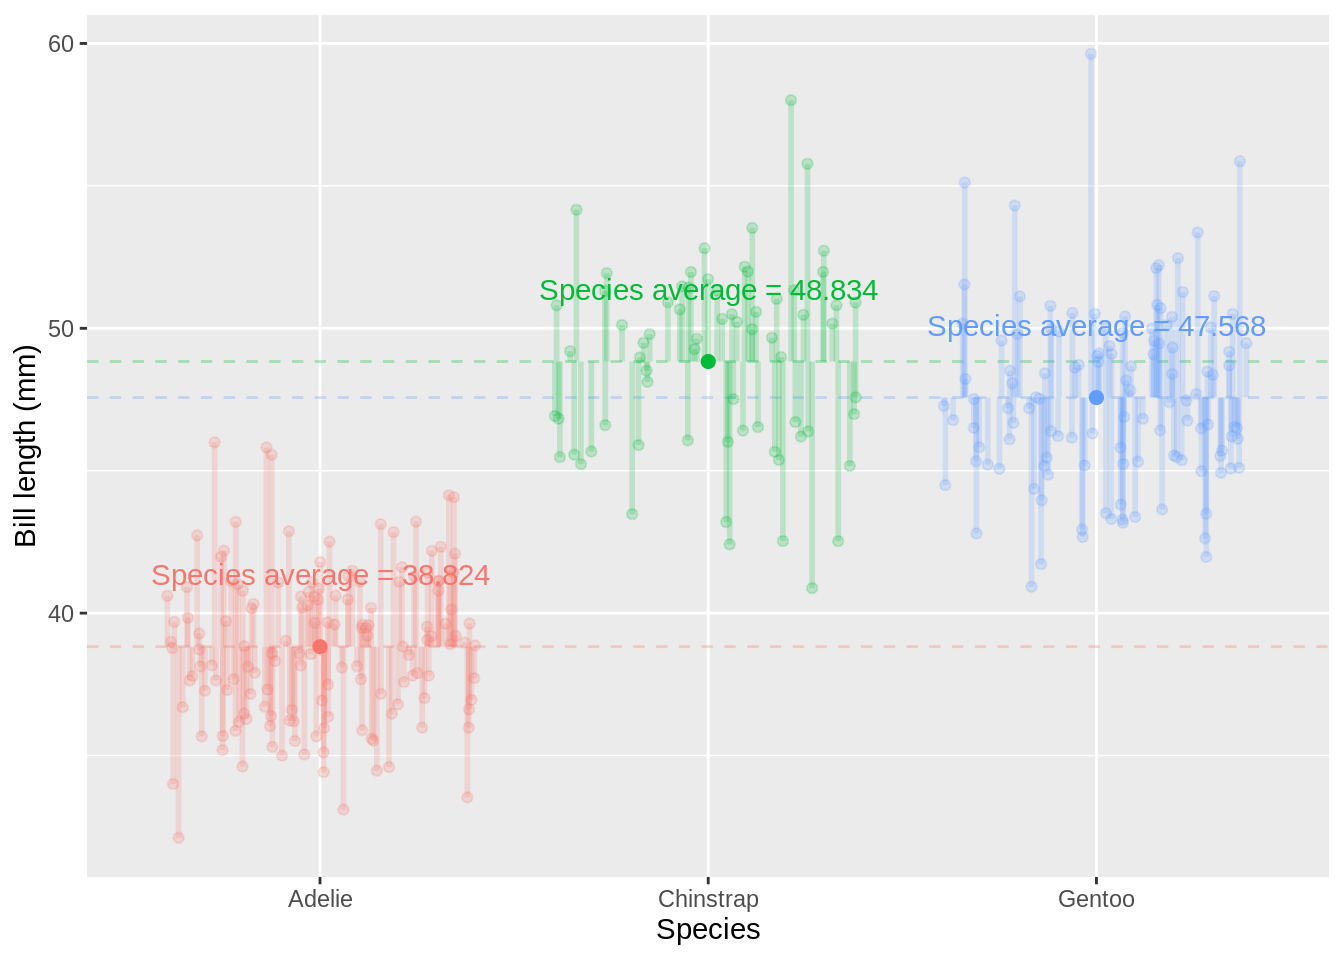 60
50
40
Bill length (mm)
Species average = 48.834
Species average = 47.568
Species average = 38.824
Adelie
Chinstrap
Gentoo
Species